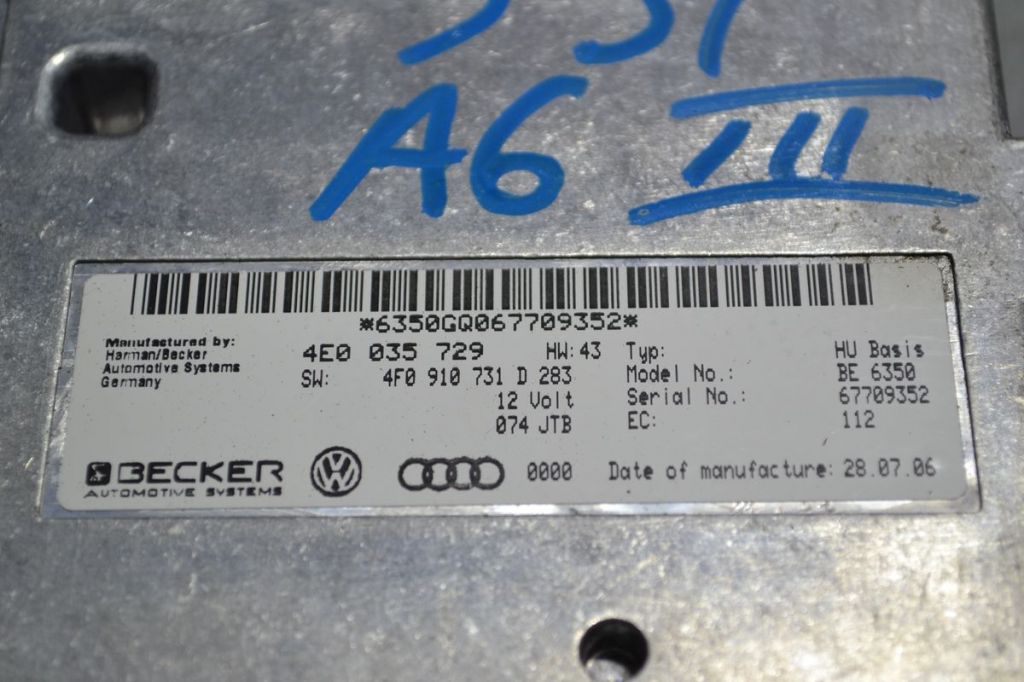 A6 III
*6350GQ067709352*
Manufactured by:
Harman/Becker
Automotive Systems
Germany
4E0 035 729 HW: 43
SW: 4F0 910 731 D 283
12 Volt
074 JTB
Typ: HU Basis
Model No.: BE 6350
Serial No.: 67709352
EC: 112
BECKER
AUTOMOTIVE SYSTEMS
0000
Date of manufacture: 28.07.06